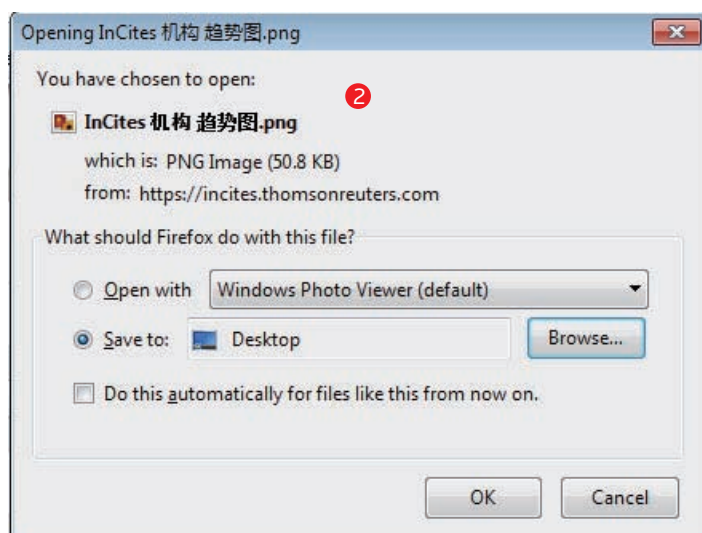 Opening InCites 机构 趋势图.png
You have chosen to open:
2
InCites 机构 趋势图.png
which is: PNG Image (50.8 KB)
from: https://incites.thomsonreuters.com
What should Firefox do with this file?
Open with Windows Photo Viewer (default)
Save to: Desktop Browse...
Do this automatically for files like this from now on.
OK Cancel